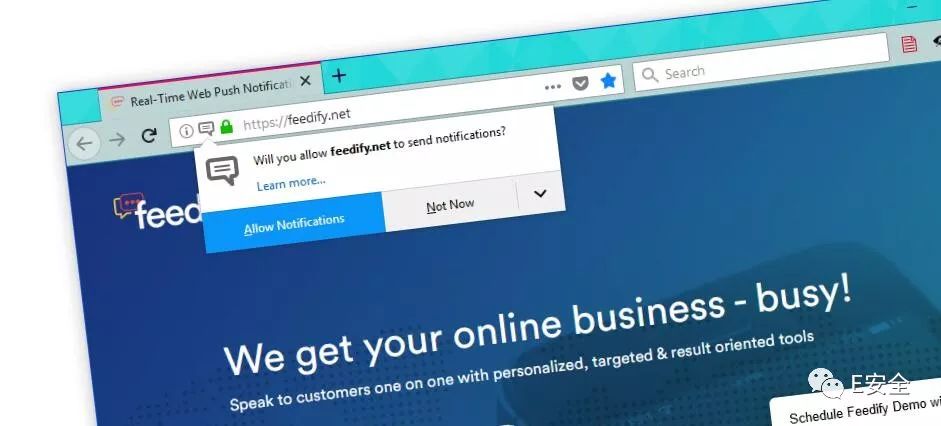 Real-Time Web Push Notificati
https://feedify.net
Search
Will you allow feedify.net to send notifications?
Learn more...
Allow Notifications
Not Now
feed
We get your online business - busy!
Speak to customers one on one with personalized, targeted & result oriented tools
E安全
Schedule Feedify Demo wi